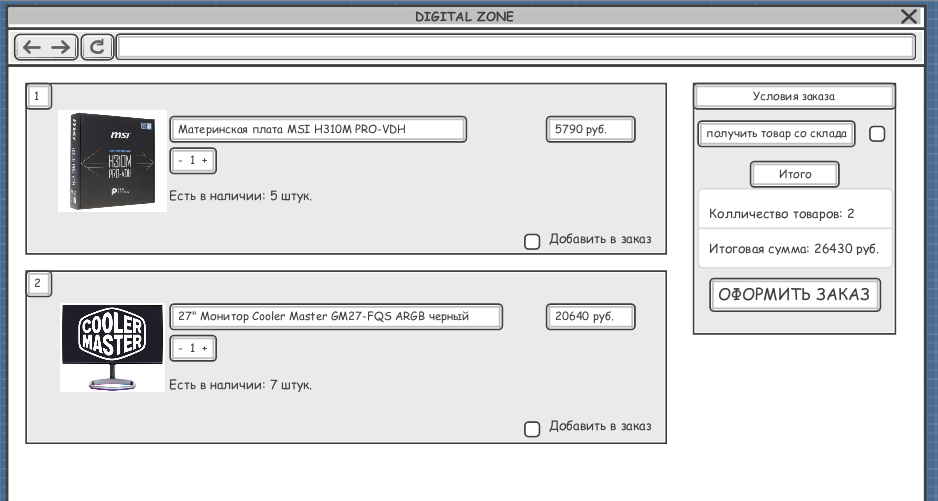 DIGITAL ZONE
1
msi
H310M
PRO-VDH
Материнская плата MSI H310M PRO-VDH
5790 руб.
- 1 +
Есть в наличии: 5 штук.
Добавить в заказ
2
COOLER
MASTER
27" Монитор Cooler Master GM27-FQS ARGB черный
20640 руб.
- 1 +
Есть в наличии: 7 штук.
Добавить в заказ
Условия заказа
получить товар со склада
Итого
Колличество товаров: 2
Итоговая сумма: 26430 руб.
ОФОРМИТЬ ЗАКАЗ